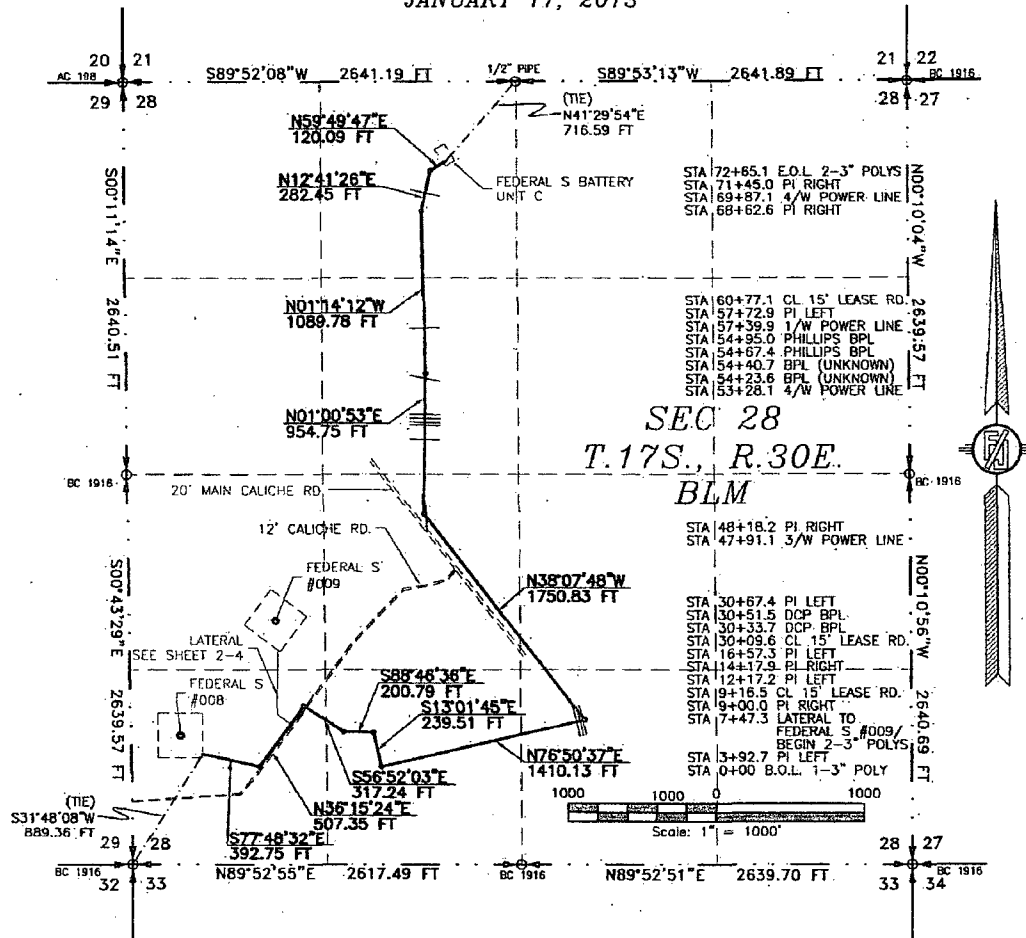 JANUARY 17, 2013
20 21
21 22
AC 198
S89°52'08"W 2641.19 FT
1/2" PIPE
S89°53'13"W 2641.89 FT
BC 1916
29 28
28 27
(TIE)
N41°29'54"E
716.59 FT
N59°49'47"E
120.09 FT
FEDERAL S BATTERY
UNIT C
N12°41'26"E
282.45 FT
S00°11'14"E 2640.51 FT
N00°10'04"W 2639.57 FT
STA 72+65.1 E.O.L 2-3" POLYS
STA 71+45.0 PI RIGHT
STA 69+87.1 4/W POWER LINE
STA 68+62.6 PI RIGHT
N01°14'12"W
1089.78 FT
STA 60+77.1 CL 15' LEASE RD.
STA 57+72.9 PI LEFT
STA 57+39.9 1/W POWER LINE
STA 54+95.0 PHILLIPS BPL
STA 54+67.4 PHILLIPS BPL
STA 54+40.7 BPL (UNKNOWN)
STA 54+23.6 BPL (UNKNOWN)
STA 53+28.1 4/W POWER LINE
N01°00'53"E
954.75 FT
SEC 28
T.17S., R.30E.
BLM
BC 1916
BC 1916
20' MAIN CALICHE RD
12' CALICHE RD.
STA 48+18.2 PI RIGHT
STA 47+91.1 3/W POWER LINE
FEDERAL S
#009
N38°07'48"W
1750.83 FT
S00°43'29"E 2639.57 FT
N00°10'56"W 2640.69 FT
LATERAL
SEE SHEET 2-4
FEDERAL S
#008
STA 30+67.4 PI LEFT
STA 30+51.5 DCP BPL
STA 30+33.7 DCP BPL
STA 30+09.6 CL 15' LEASE RD.
STA 16+57.3 PI LEFT
STA 14+17.9 PI RIGHT
STA 12+17.2 PI LEFT
STA 9+16.5 CL 15' LEASE RD.
STA 9+00.0 PI RIGHT
STA 7+47.3 LATERAL TO
FEDERAL S #009/
BEGIN 2-3" POLYS
STA 3+92.7 PI LEFT
STA 0+00 B.O.L 1-3" POLY
S88°46'36"E
200.79 FT
S13°01'45"E
239.51 FT
N76°50'37"E
1410.13 FT
S56°52'03"E
317.24 FT
N36°15'24"E
507.35 FT
S77°48'32"E
392.75 FT
(TIE)
S31°48'08"W
889.36 FT
1000 1000 0 1000
Scale: 1" = 1000'
29 28
28 27
BC 1916
N89°52'55"E 2617.49 FT
BC 1916
N89°52'51"E 2639.70 FT
BC 1916
32 33
33 34